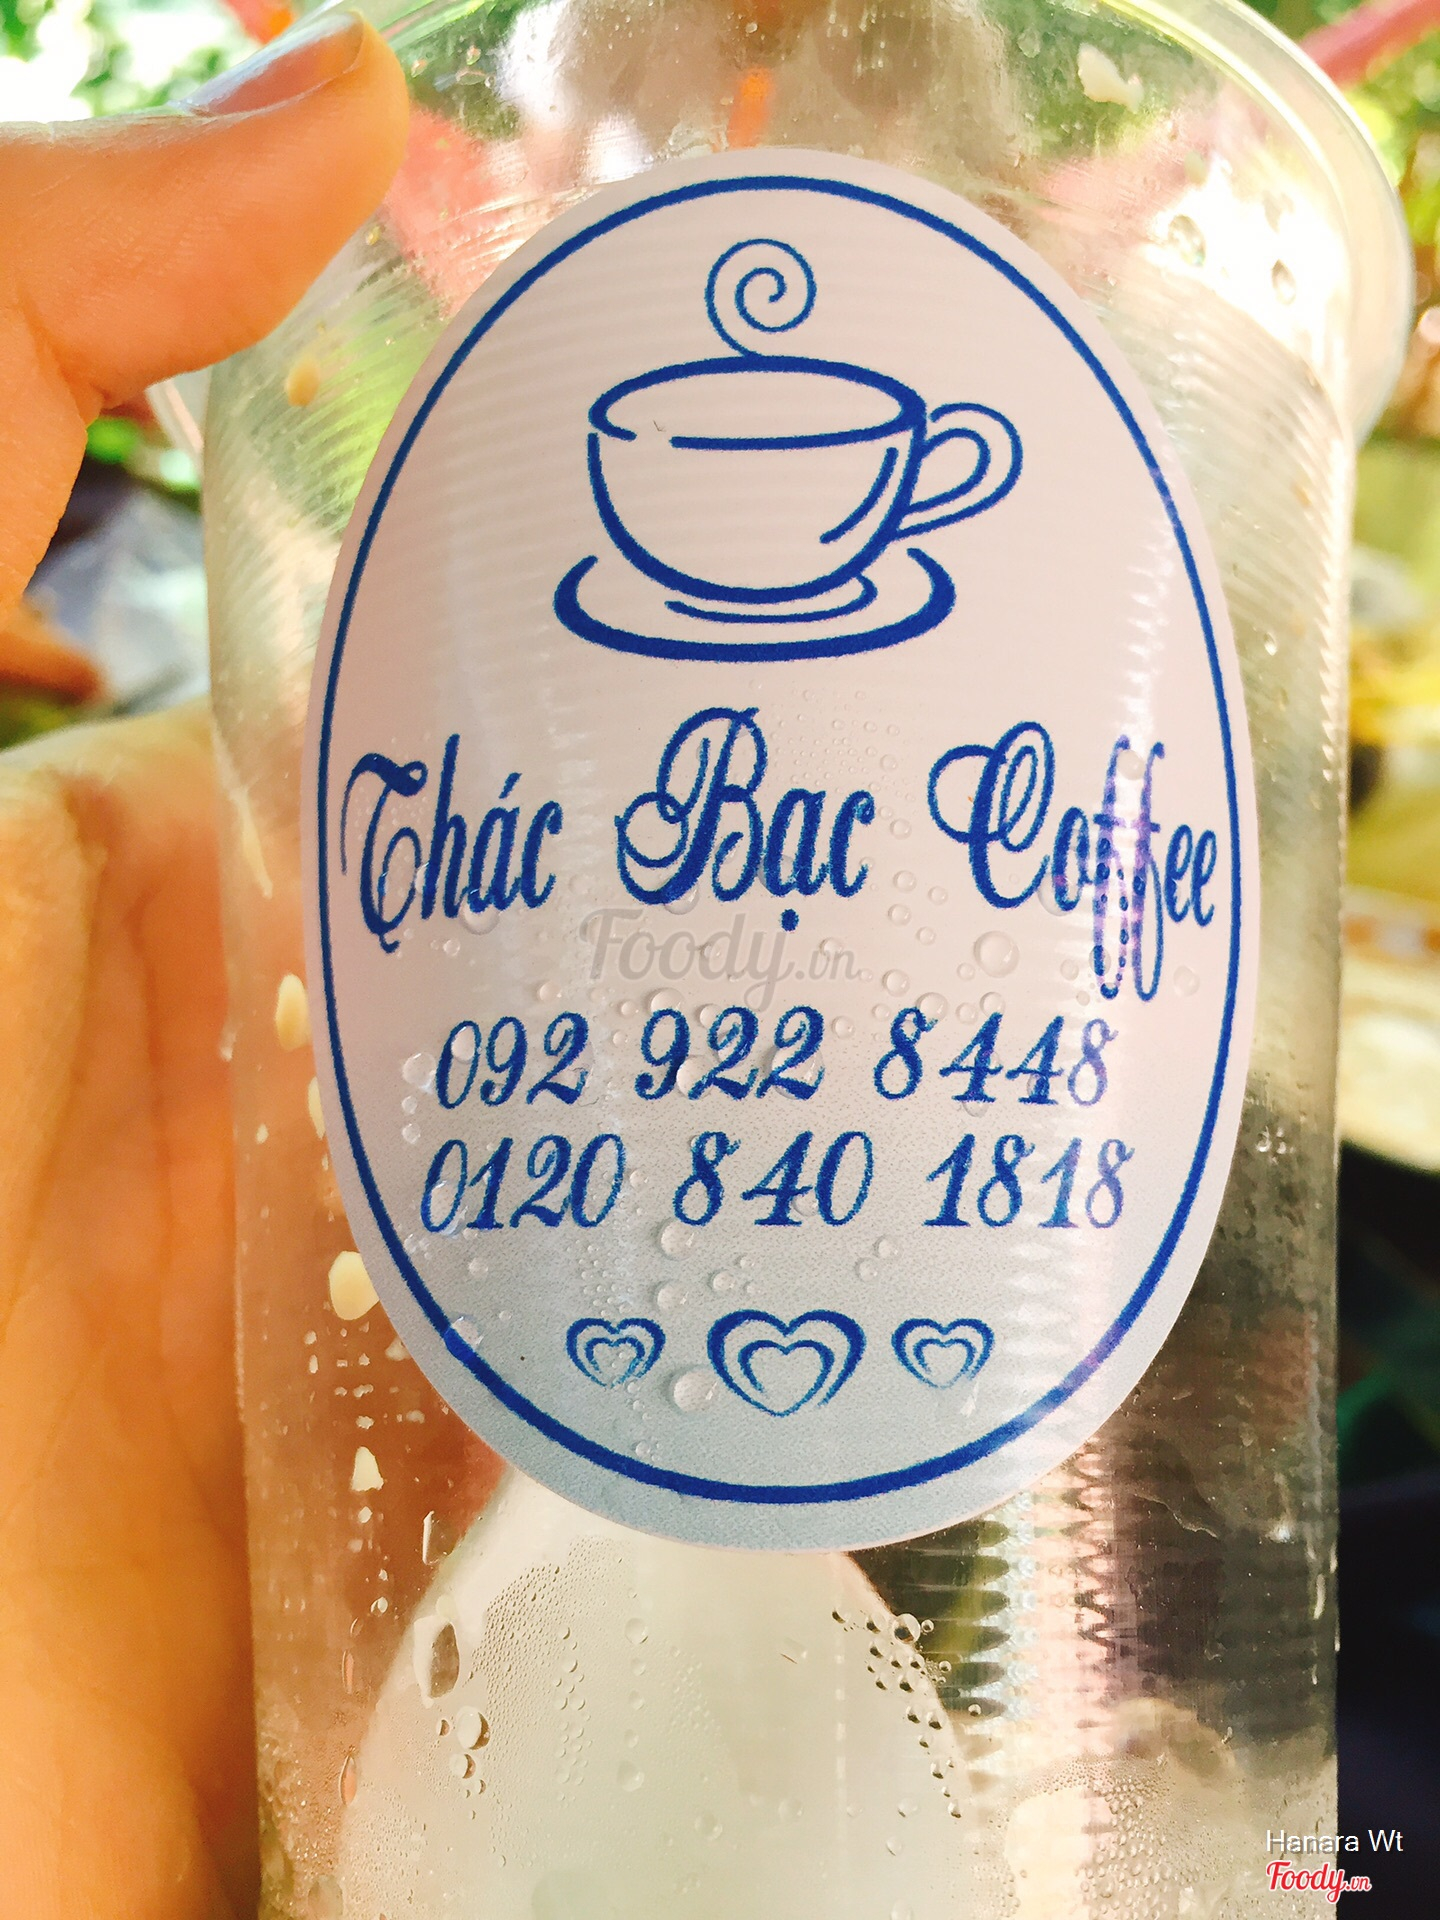 Thác Bạc Coffee
Foody.vn
092 922 8448
0120 840 1818
Hanara Wt
Foody.vn